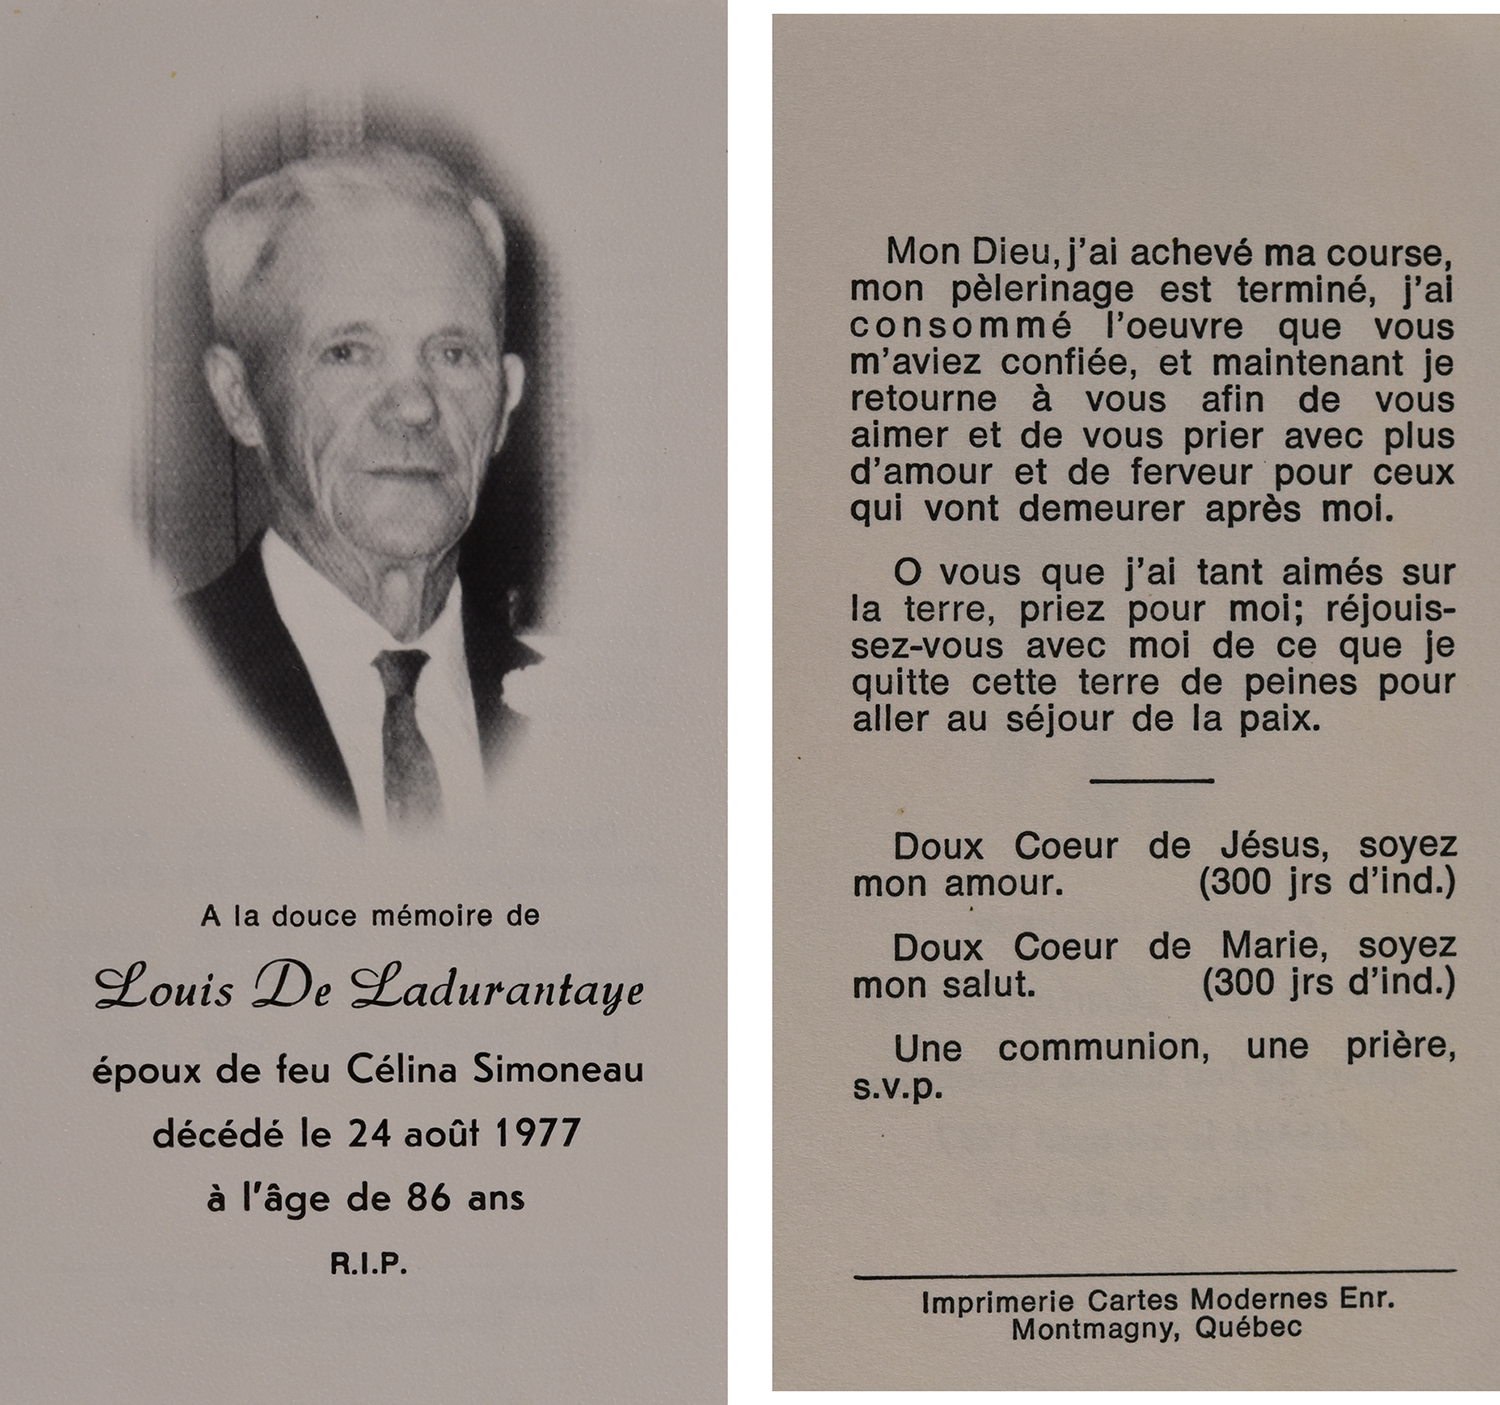 A la douce mémoire de
Louis De Ladurantaye
époux de feu Célina Simoneau
décédé le 24 août 1977
à l'âge de 86 ans
R.I.P.
Mon Dieu, j'ai achevé ma course,
mon pèlerinage est terminé, j'ai
consommé l'oeuvre que vous
m'aviez confiée, et maintenant je
retourne à vous afin de vous
aimer et de vous prier avec plus
d'amour et de ferveur pour ceux
qui vont demeurer après moi.
O vous que j'ai tant aimés sur
la terre, priez pour moi; réjouis-
sez-vous avec moi de ce que je
quitte cette terre de peines pour
aller au séjour de la paix.
Doux Coeur de Jésus, soyez
mon amour. (300 jrs d'ind.)
Doux Coeur de Marie, soyez
mon salut. (300 jrs d'ind.)
Une communion, une prière,
s.v.p.
Imprimerie Cartes Modernes Enr.
Montmagny, Québec